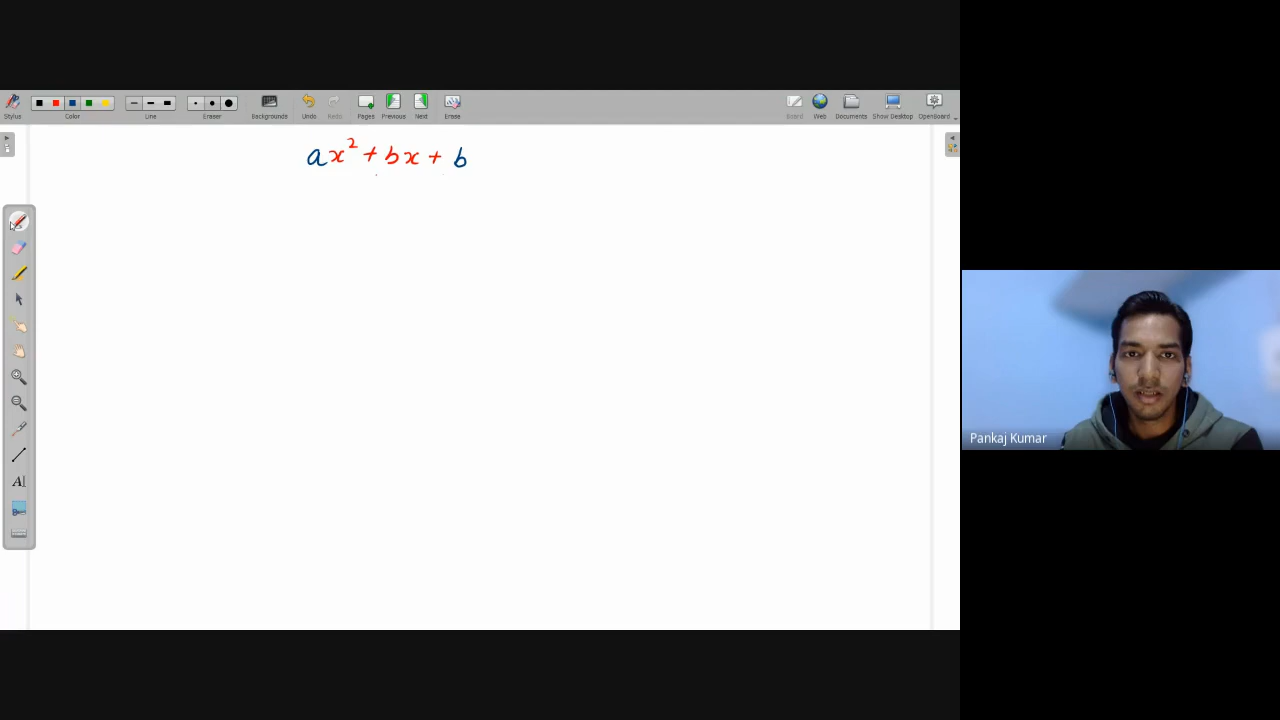 Stylus
Color
Line
Eraser
Backgrounds
Undo
Redo
Pages
Previous
Next
Erase
Board
Web
Documents
Show Desktop
OpenBoard
ax² + bx + b
Pankaj Kumar